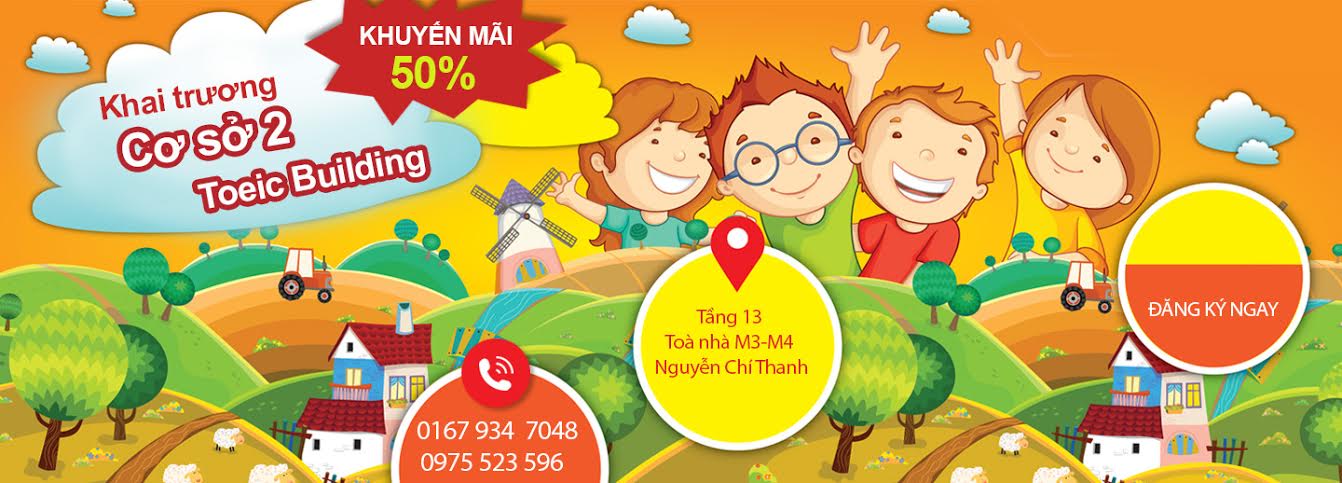 KHUYẾN MÃI
50%
Khai trương
Cơ sở 2
Toeic Building
Tầng 13
Toà nhà M3-M4
Nguyễn Chí Thanh
ĐĂNG KÝ NGAY
0167 934 7048
0975 523 596